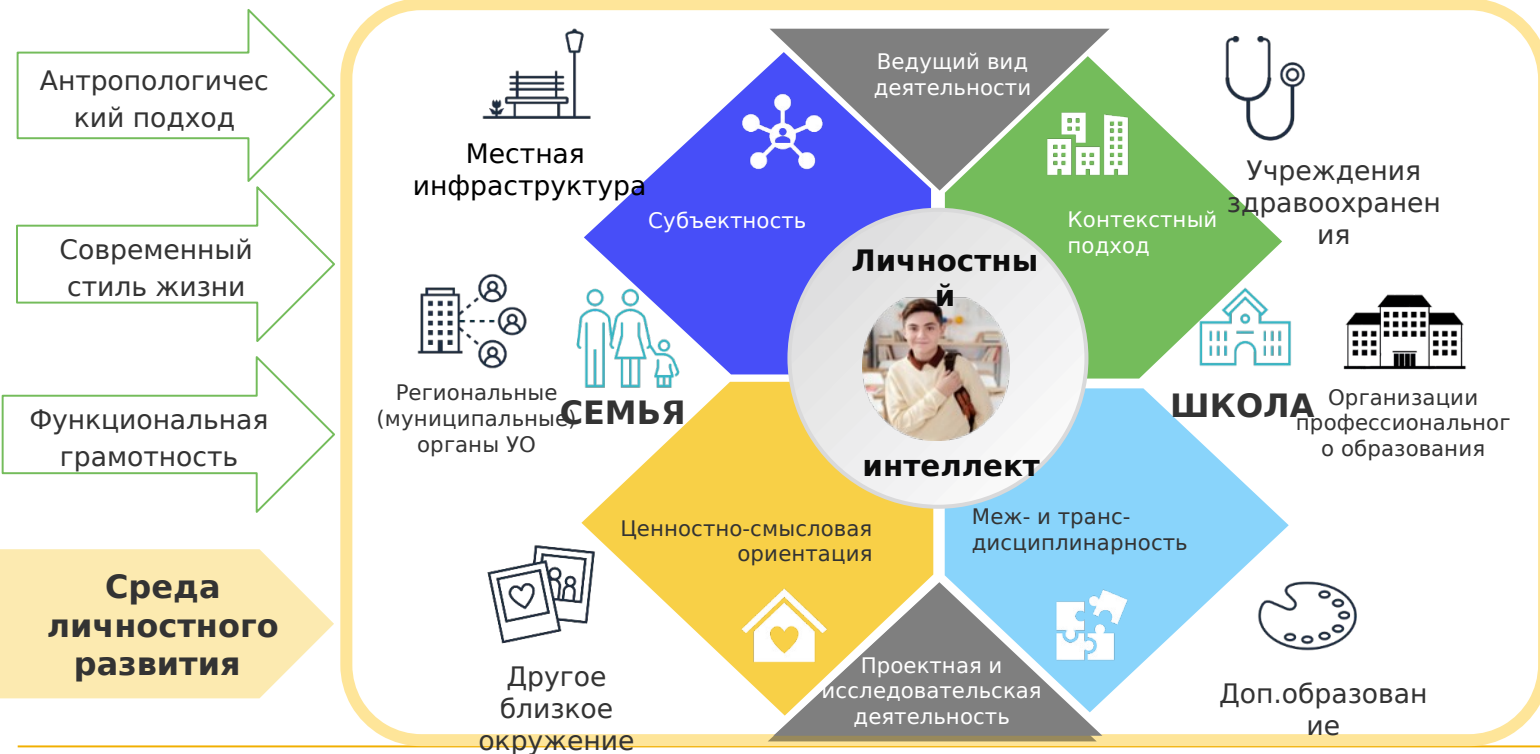 Антропологичес
кий подход
Современный
стиль жизни
Функциональная
грамотность
Среда
личностного
развития
Местная
инфраструктура
Региональные
(муниципальные)
органы УО
СЕМЬЯ
Другое
близкое
окружение
Ведущий вид
деятельности
Субъектность
Контекстный
подход
Личностны
й
интеллект
Ценностно-смысловая
ориентация
Меж- и транс-
дисциплинарность
Проектная и
исследовательская
деятельность
Учреждения
здравоохранен
ия
ШКОЛА
Организации
профессиональног
о образования
Доп.образован
ие